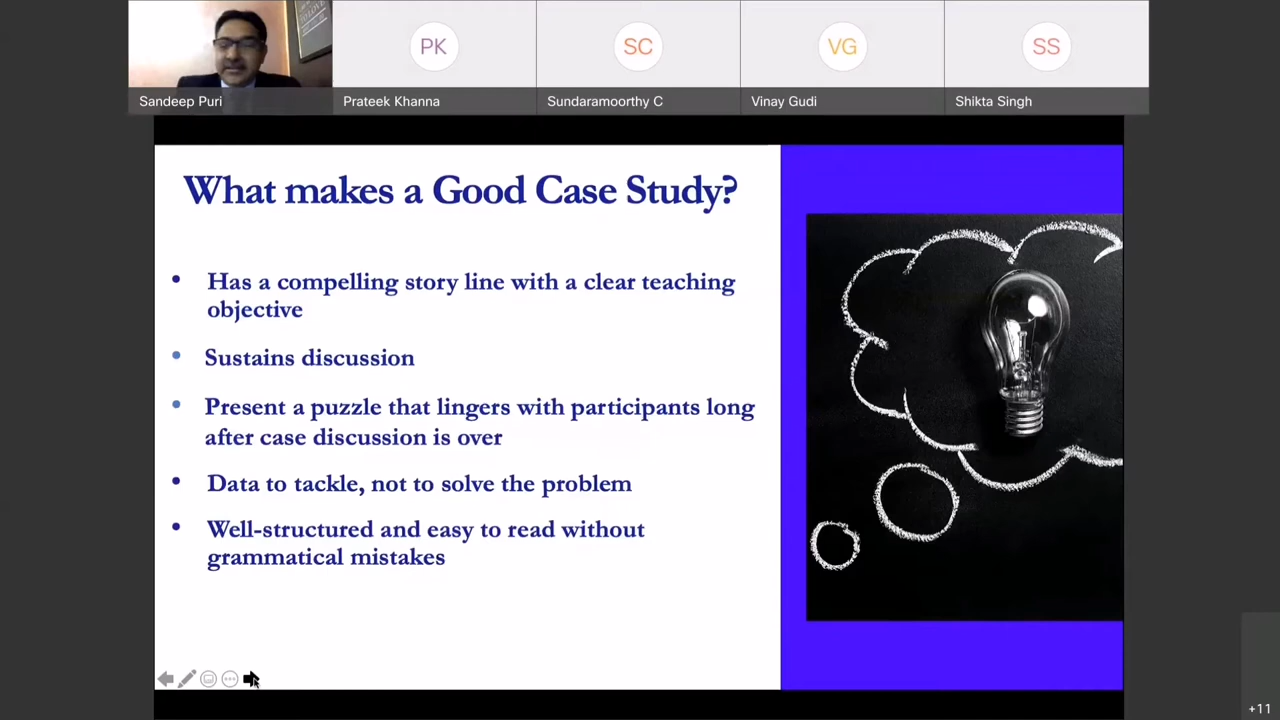 Sandeep Puri
PK
Prateek Khanna
SC
Sundaramoorthy C
VG
Vinay Gudi
SS
Shikta Singh
What makes a Good Case Study?
• Has a compelling story line with a clear teaching
objective
• Sustains discussion
• Present a puzzle that lingers with participants long
after case discussion is over
• Data to tackle, not to solve the problem
• Well-structured and easy to read without
grammatical mistakes
+11